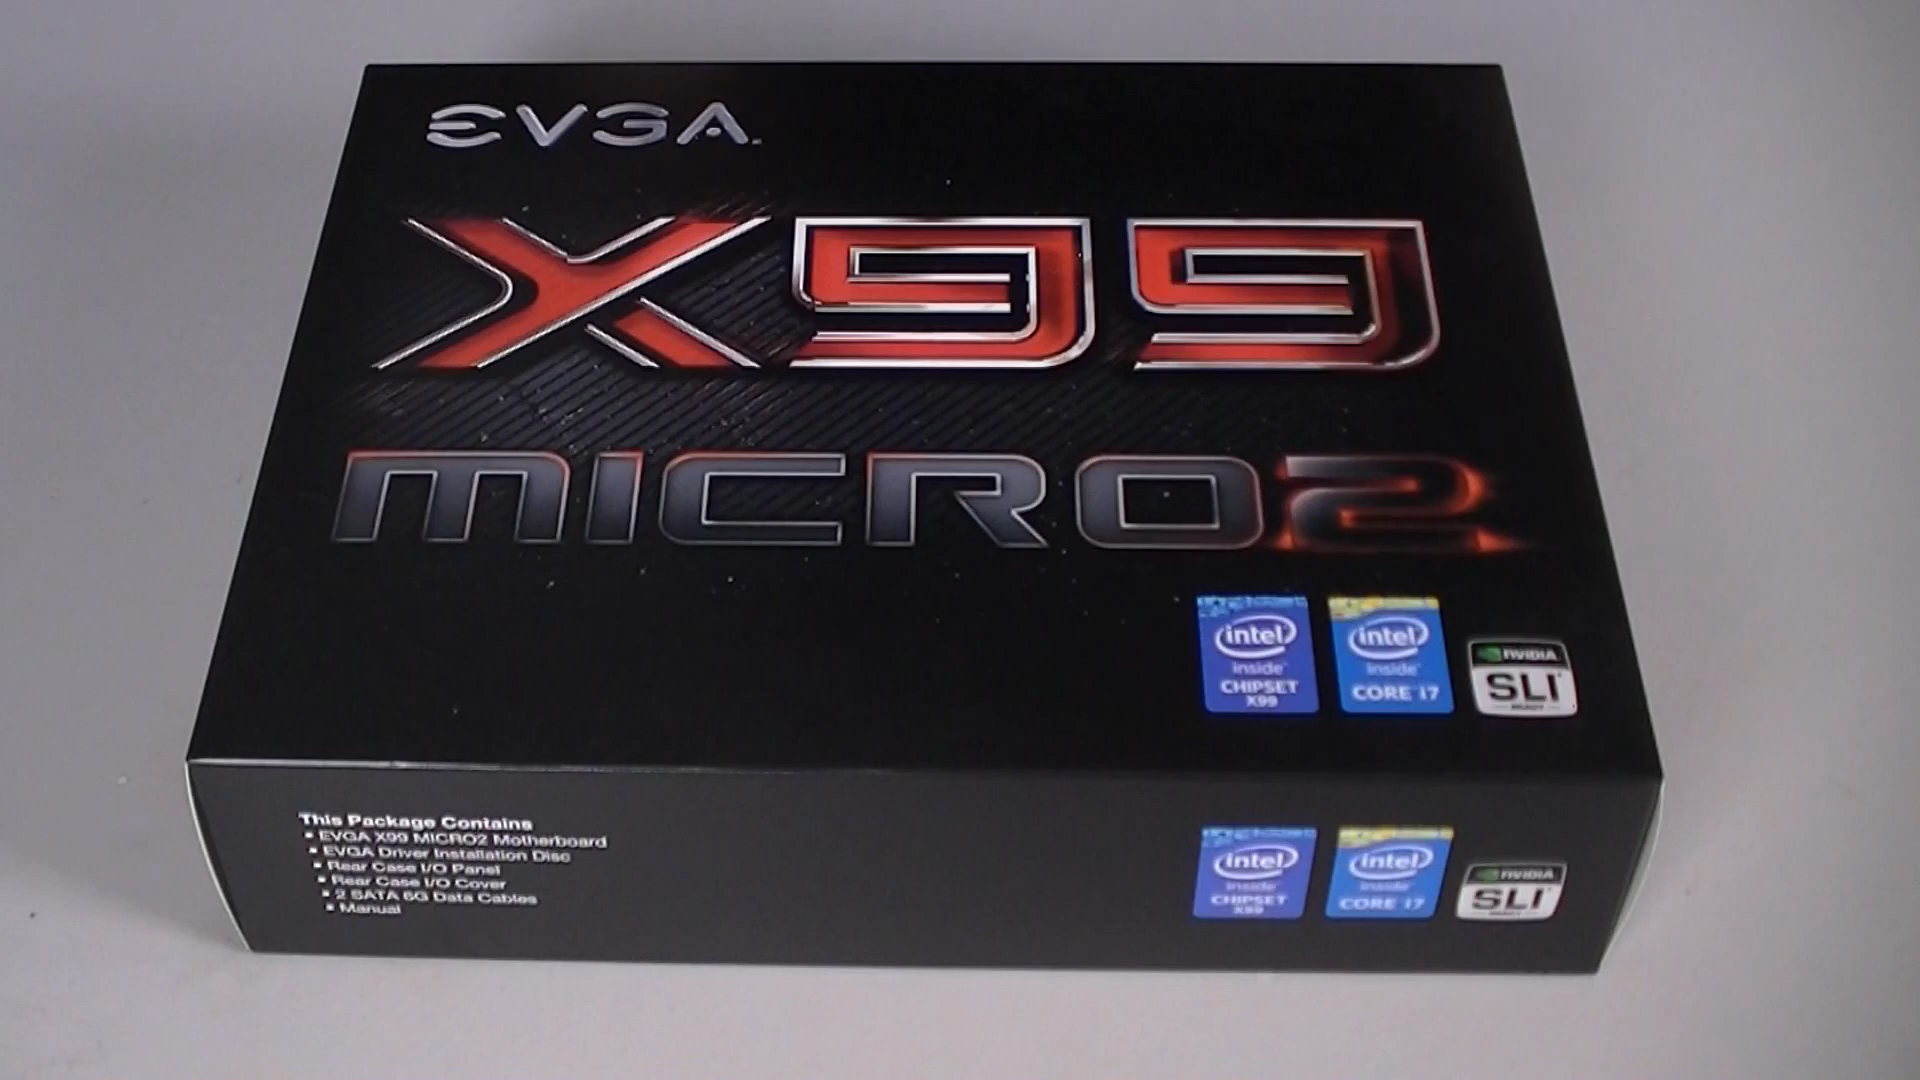 EVGA
X99
MICRO2
intel inside CHIPSET X99
intel inside CORE i7
NVIDIA SLI READY
This Package Contains
▪ EVGA X99 MICRO2 Motherboard
▪ EVGA Driver Installation Disc
▪ Rear Case I/O Panel
▪ Rear Case I/O Cover
▪ 2 SATA 6G Data Cables
▪ Manual
intel inside CHIPSET X99
intel inside CORE i7
NVIDIA SLI READY